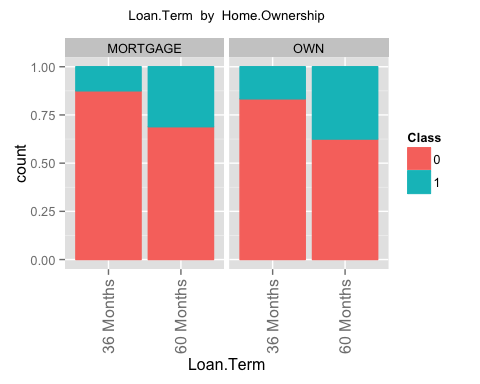 Loan.Term by Home.Ownership
MORTGAGE
OWN
1.00
0.75
0.50
0.25
0.00
count
36 Months
60 Months
36 Months
60 Months
Loan.Term
Class
0
1